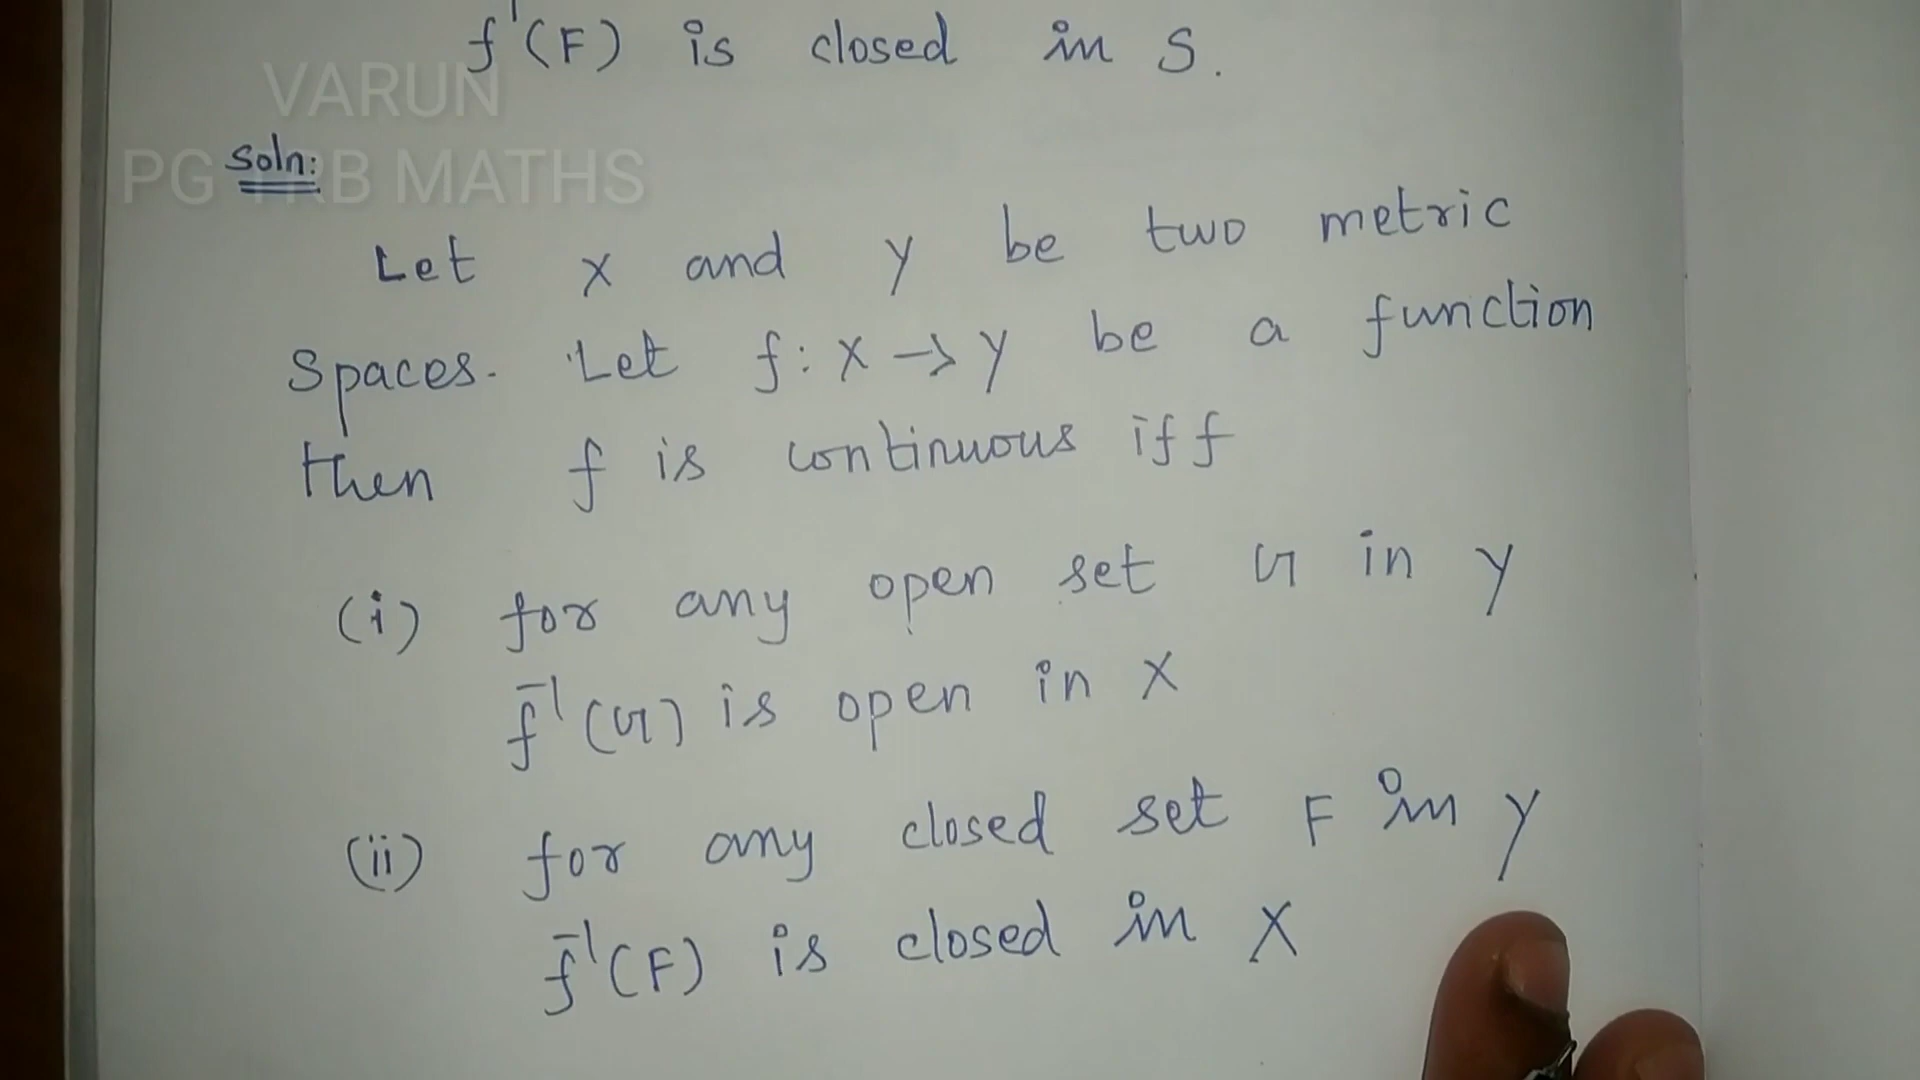 f⁻¹(F) is closed in S.
VARUN
PG TRB MATHS
Soln:
Let X and Y be two metric
Spaces. Let f: X → Y be a function
then f is continuous iff
(i) for any open set G in Y
f⁻¹(G) is open in X
(ii) for any closed set F in Y
f⁻¹(F) is closed in X